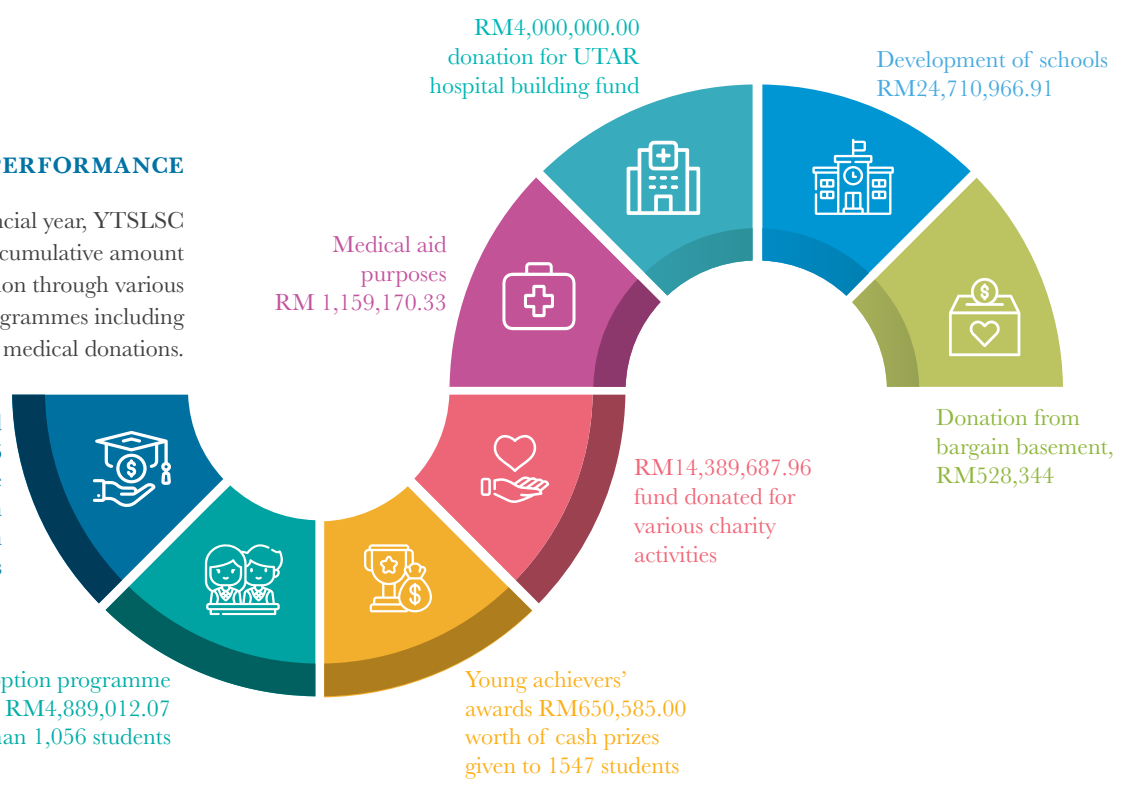 RM4,000,000.00
donation for UTAR
hospital building fund
Development of schools
RM24,710,966.91
PERFORMANCE
ncial year, YTSLSC
cumulative amount
ion through various
grammes including
medical donations.
Medical aid
purposes
RM 1,159,170.33
Donation from
bargain basement,
RM528,344
RM14,389,687.96
fund donated for
various charity
activities
ption programme
RM4,889,012.07
an 1,056 students
Young achievers'
awards RM650,585.00
worth of cash prizes
given to 1547 students